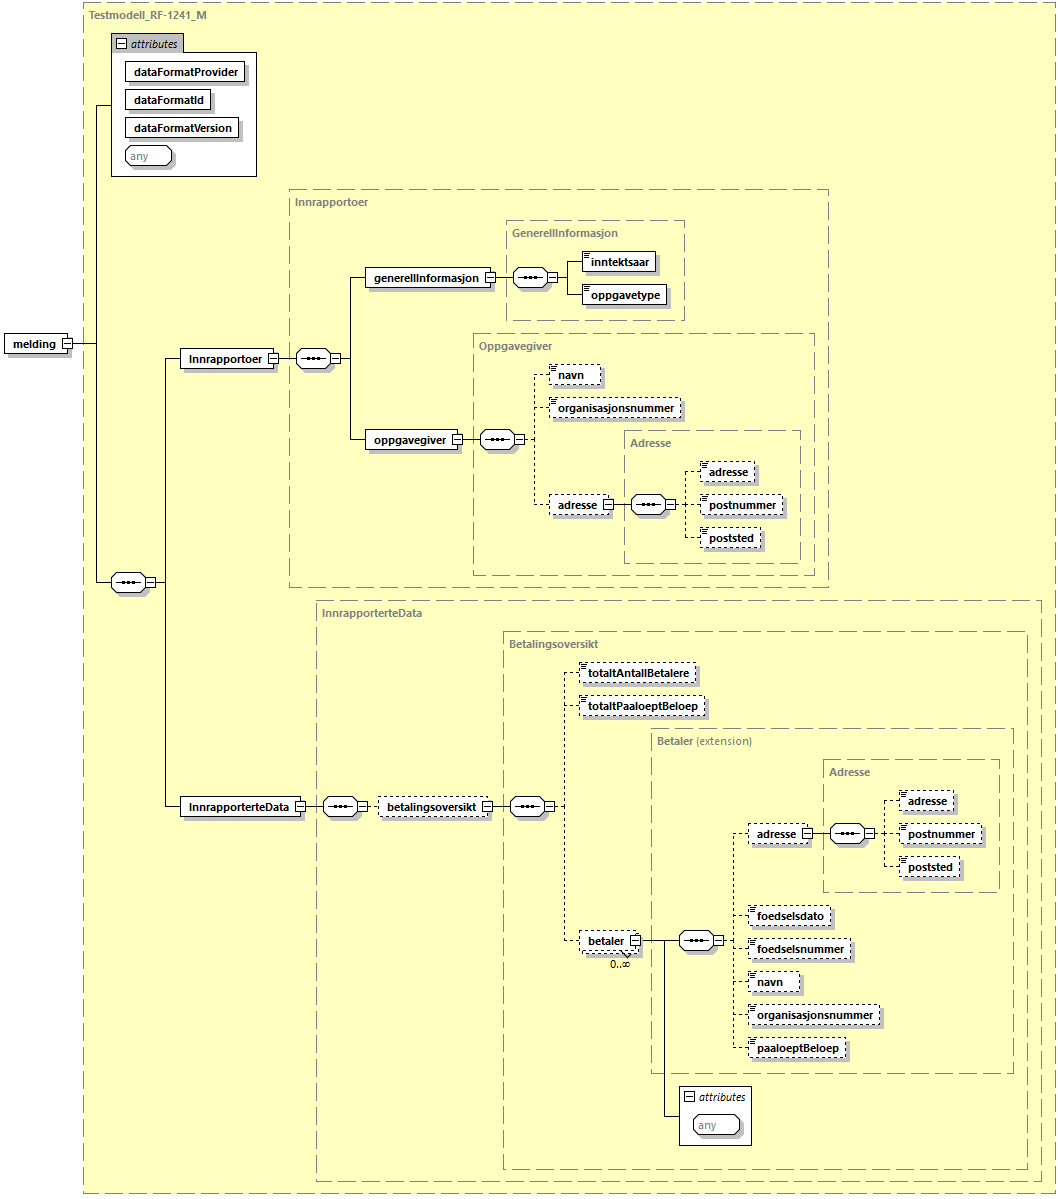 Testmodell_RF-1241_M
attributes
dataFormatProvider
dataFormatId
dataFormatVersion
any
Innrapportoer
GenerellInformasjon
generellInformasjon
inntektsaar
oppgavetype
melding
Innrapportoer
Oppgavegiver
navn
organisasjonsnummer
oppgavegiver
Adresse
adresse
adresse
postnummer
poststed
InnrapporterteData
Betalingsoversikt
totaltAntallBetalere
totaltPaaloeptBeloep
Betaler (extension)
Adresse
InnrapporterteData
betalingsoversikt
adresse
adresse
postnummer
poststed
foedselsdato
betaler
0..∞
foedselsnummer
navn
organisasjonsnummer
paaloeptBeloep
attributes
any